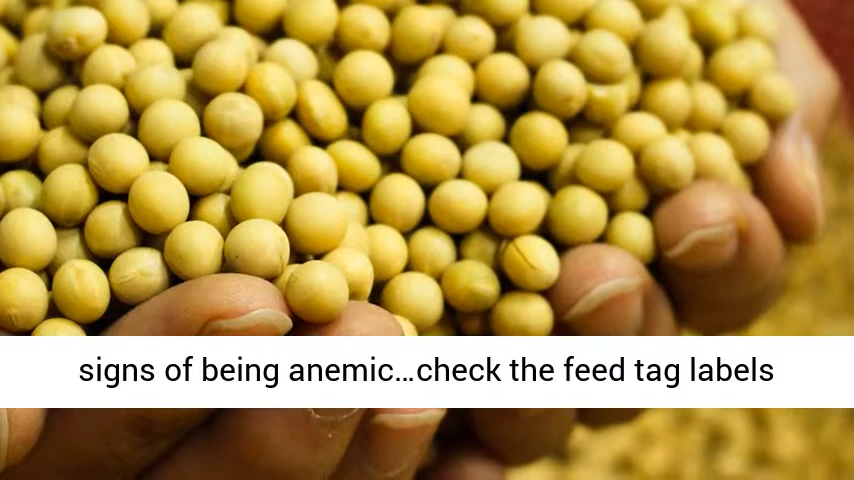 signs of being anemic...check the feed tag labels